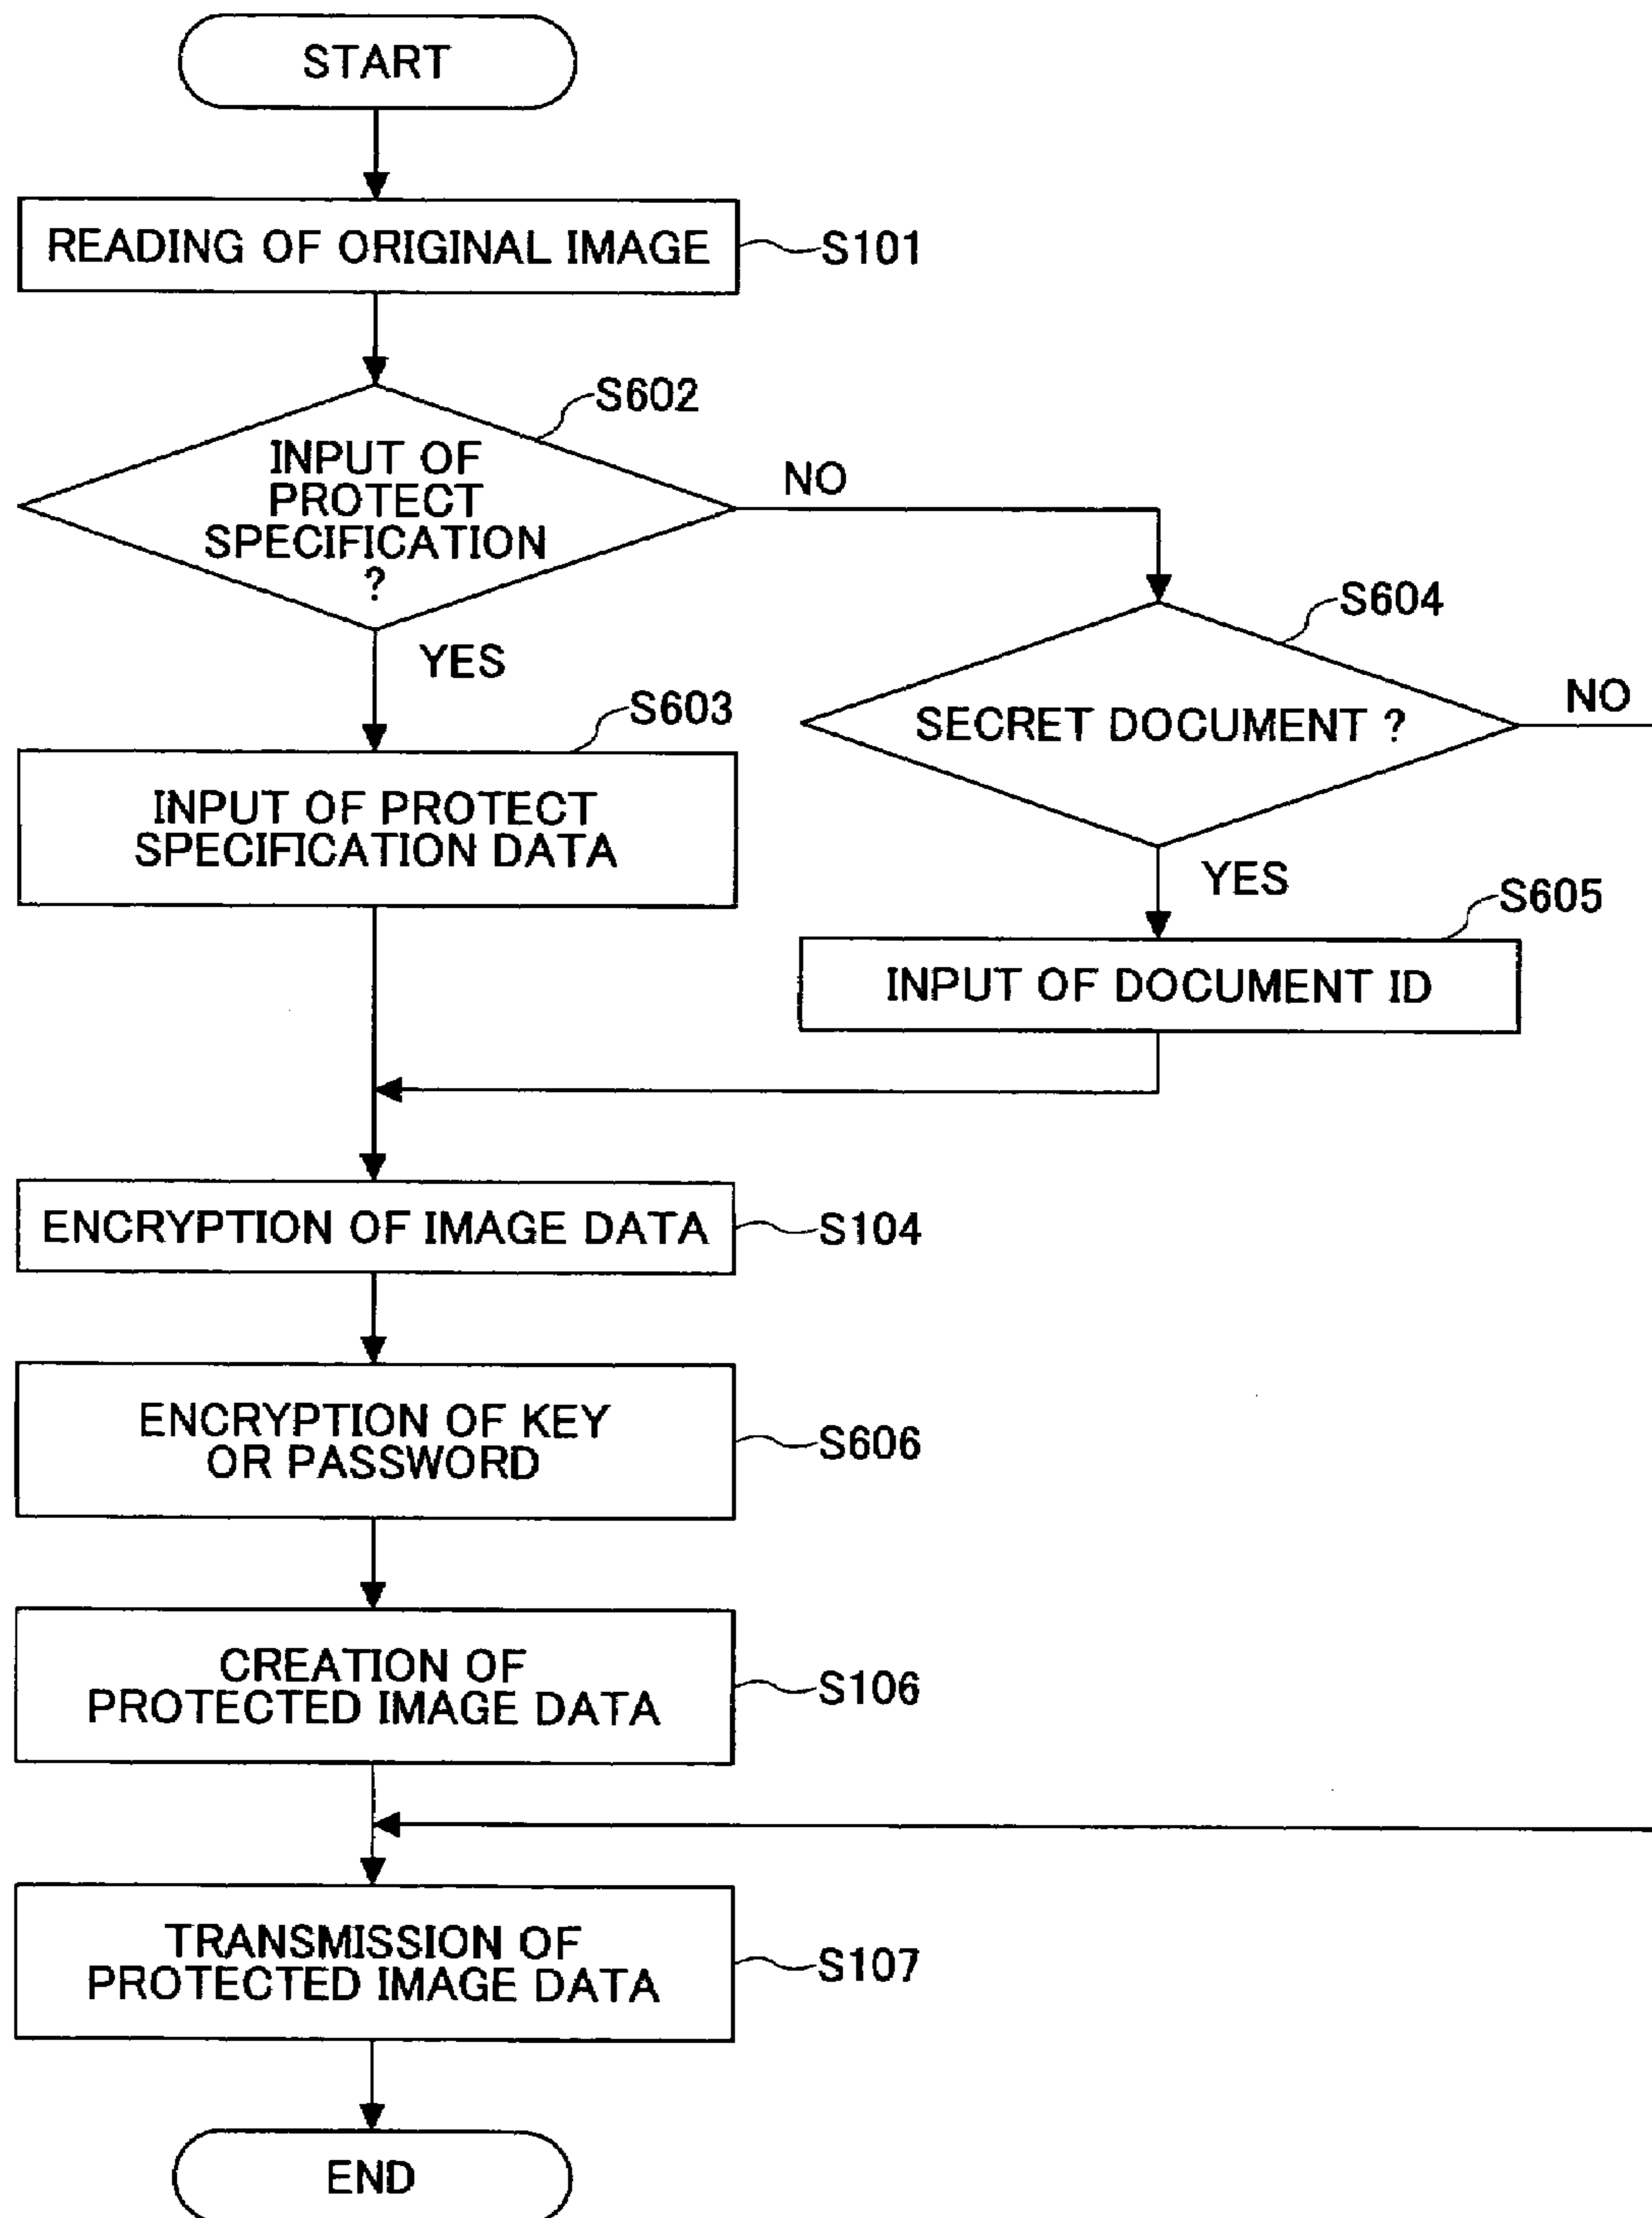 START
READING OF ORIGINAL IMAGE
S101
S602
INPUT OF
PROTECT
SPECIFICATION
?
NO
YES
S604
SECRET DOCUMENT ?
NO
S603
INPUT OF PROTECT
SPECIFICATION DATA
YES
S605
INPUT OF DOCUMENT ID
ENCRYPTION OF IMAGE DATA
S104
ENCRYPTION OF KEY
OR PASSWORD
S606
CREATION OF
PROTECTED IMAGE DATA
S106
TRANSMISSION OF
PROTECTED IMAGE DATA
S107
END